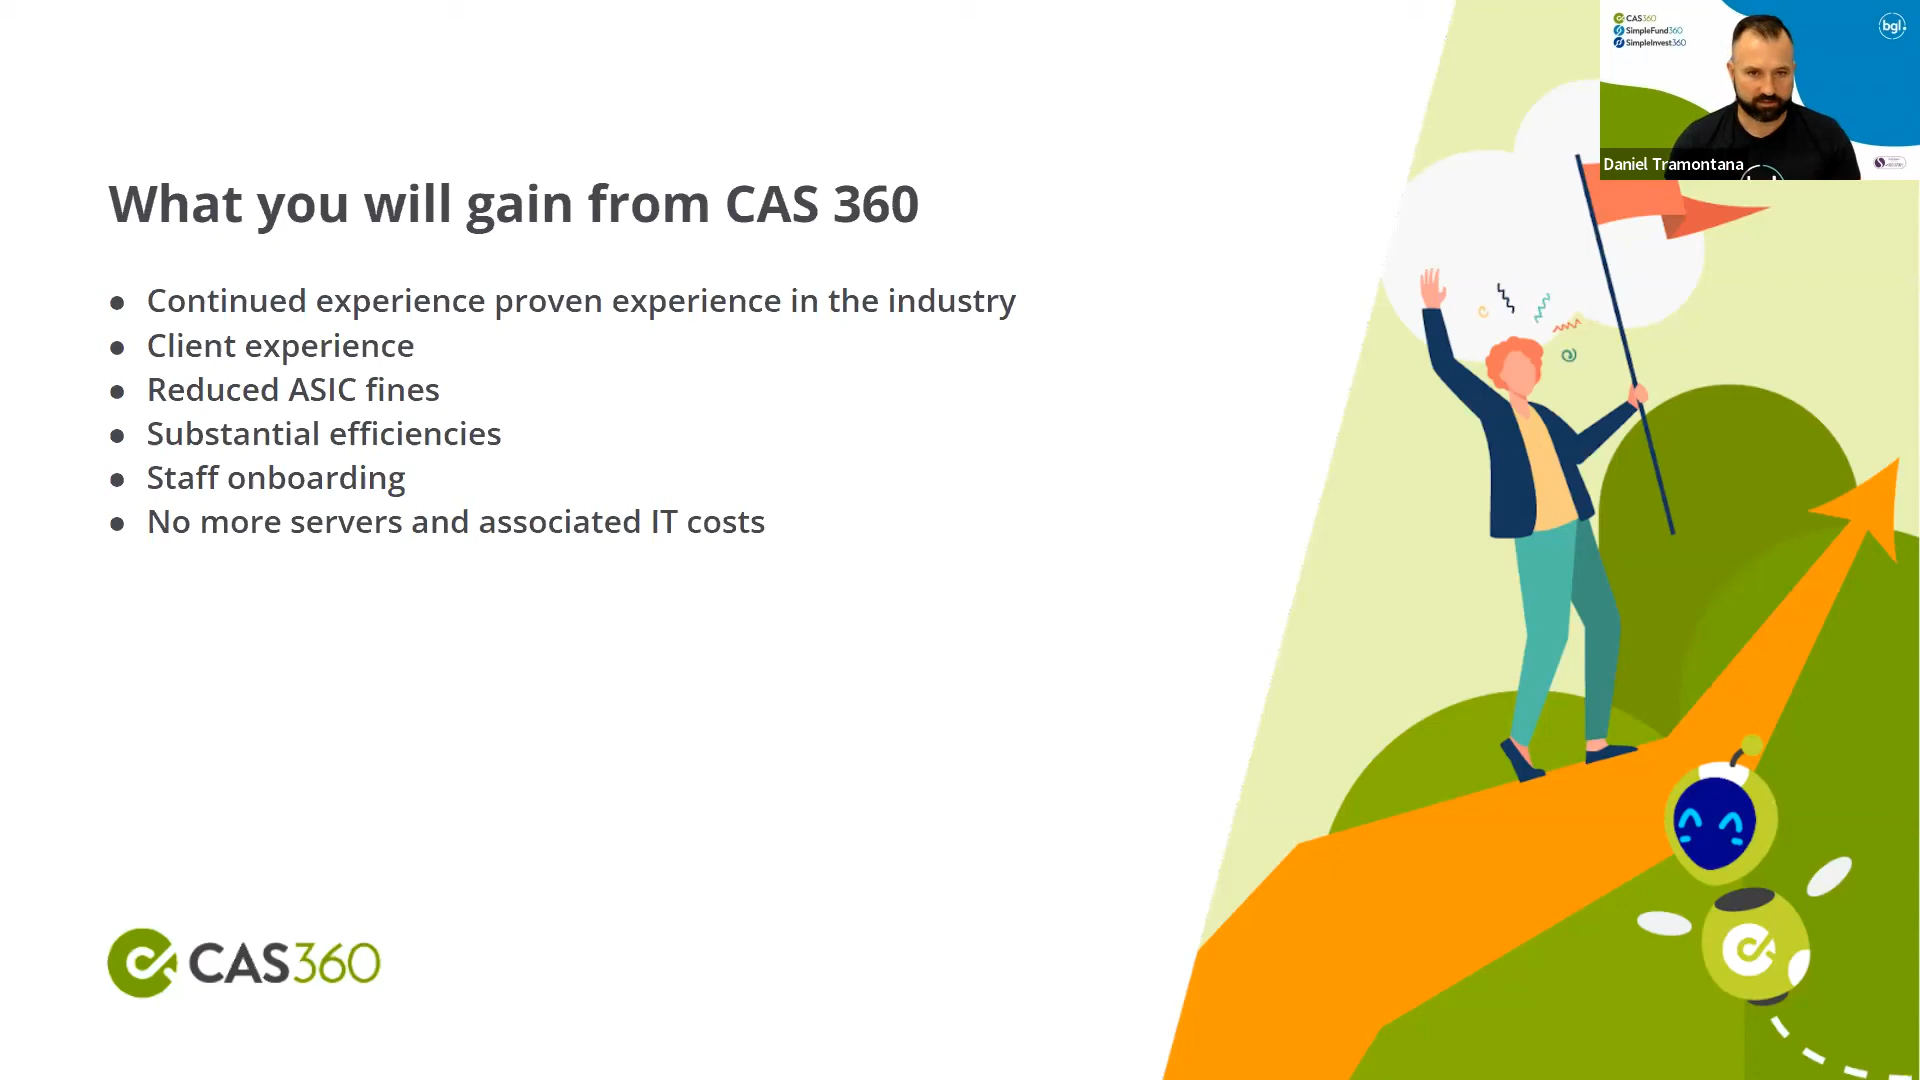 What you will gain from CAS 360
● Continued experience proven experience in the industry
● Client experience
● Reduced ASIC fines
● Substantial efficiencies
● Staff onboarding
● No more servers and associated IT costs
CAS360
CAS360
SimpleFund360
SimpleInvest360
bgl.
Daniel Tramontana